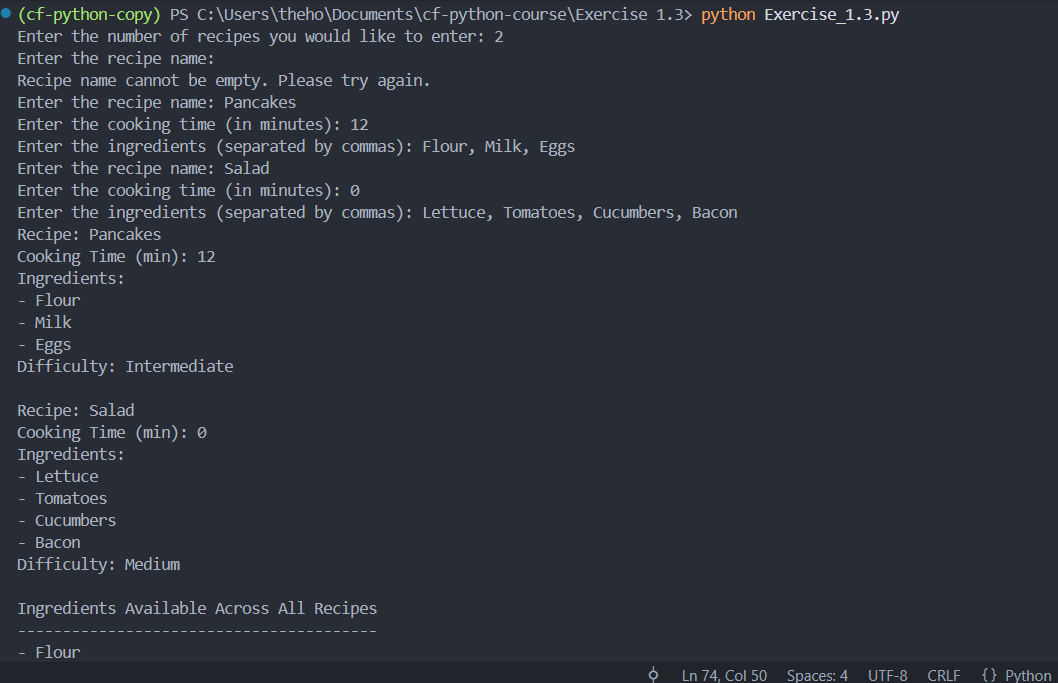 (cf-python-copy) PS C:\Users\theho\Documents\cf-python-course\Exercise 1.3> python Exercise_1.3.py
Enter the number of recipes you would like to enter: 2
Enter the recipe name:
Recipe name cannot be empty. Please try again.
Enter the recipe name: Pancakes
Enter the cooking time (in minutes): 12
Enter the ingredients (separated by commas): Flour, Milk, Eggs
Enter the recipe name: Salad
Enter the cooking time (in minutes): 0
Enter the ingredients (separated by commas): Lettuce, Tomatoes, Cucumbers, Bacon
Recipe: Pancakes
Cooking Time (min): 12
Ingredients:
- Flour
- Milk
- Eggs
Difficulty: Intermediate

Recipe: Salad
Cooking Time (min): 0
Ingredients:
- Lettuce
- Tomatoes
- Cucumbers
- Bacon
Difficulty: Medium

Ingredients Available Across All Recipes
----------------------------------------
- Flour
Ln 74, Col 50 Spaces: 4 UTF-8 CRLF {} Python